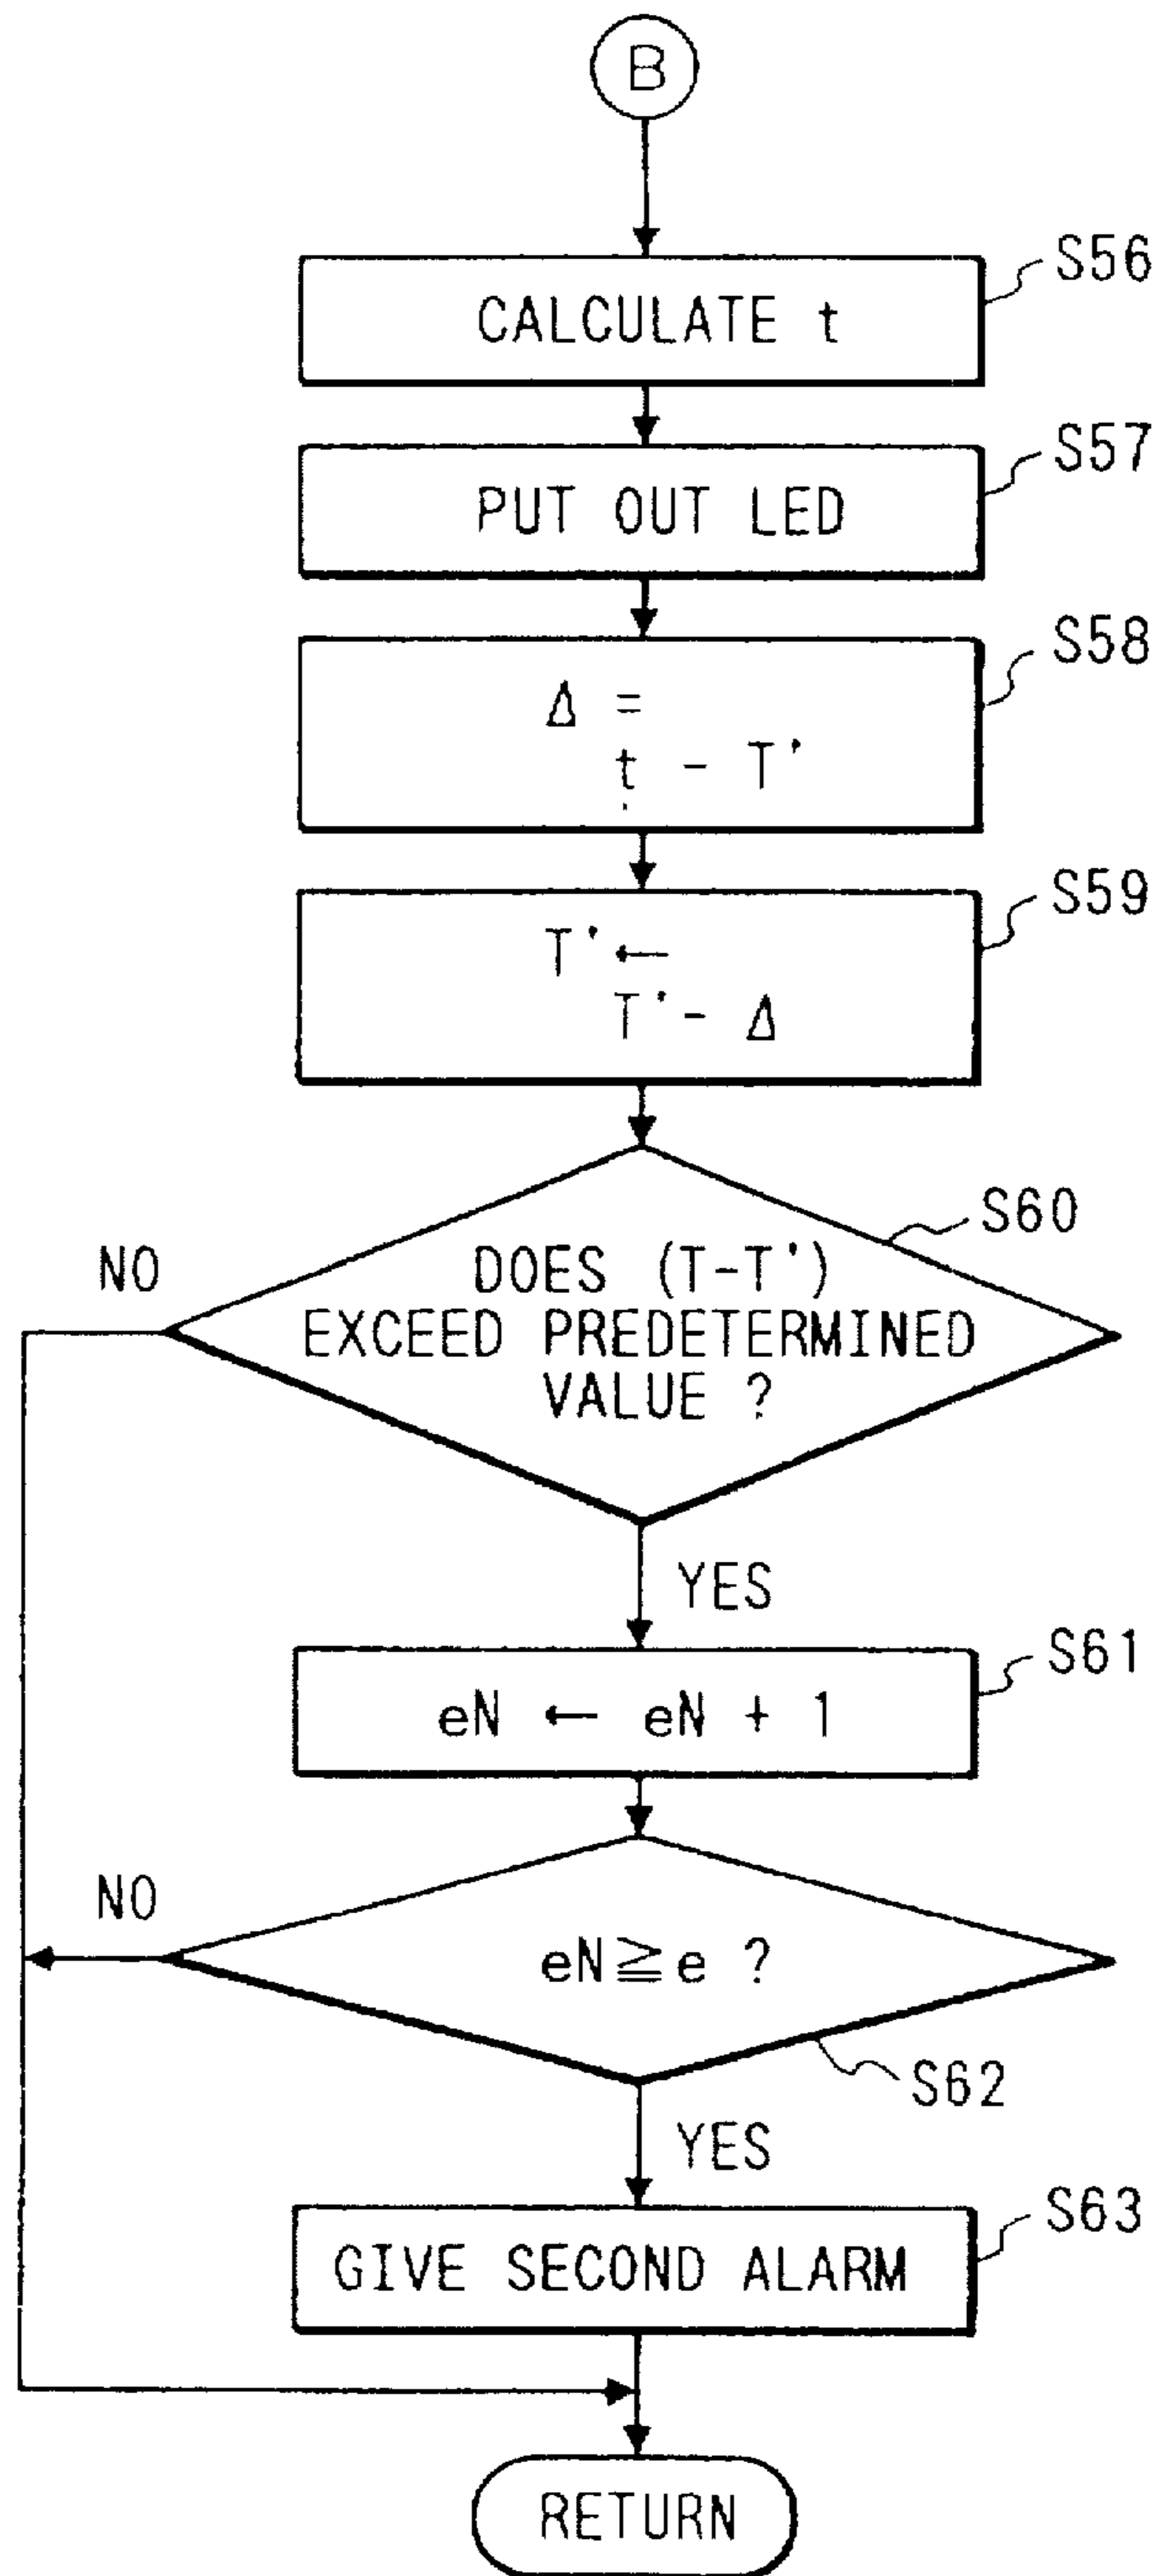 B
S56
CALCULATE t
S57
PUT OUT LED
S58
Δ =
t - T'
S59
T' ←
T' - Δ
S60
NO
DOES (T-T')
EXCEED PREDETERMINED
VALUE ?
YES
S61
eN ← eN + 1
NO
eN ≧ e ?
S62
YES
S63
GIVE SECOND ALARM
RETURN